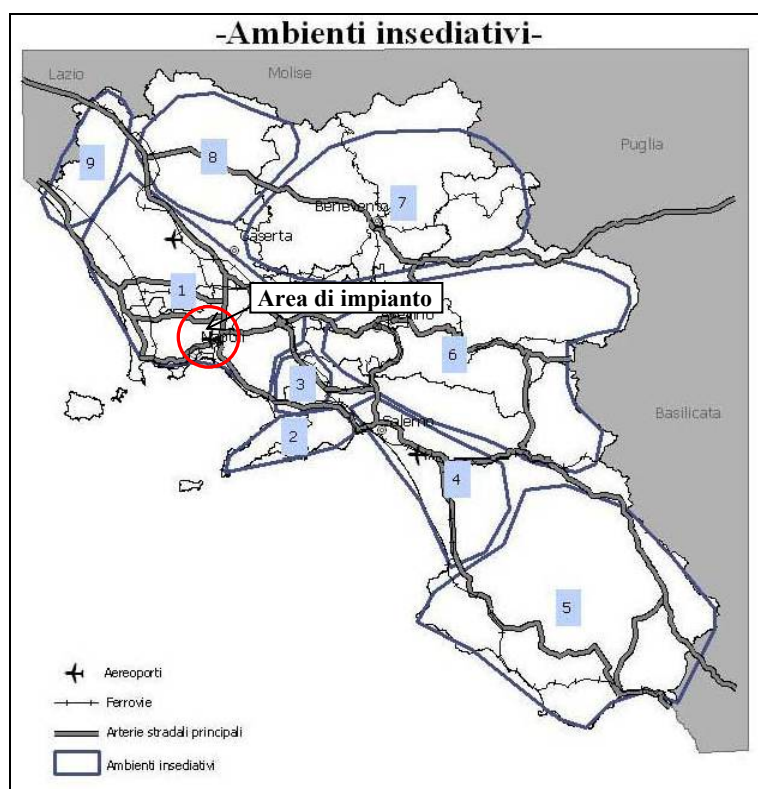 -Ambienti insediativi-
Lazio
Molise
Puglia
9
8
7
Benevento
Caserta
1
Area di impianto
6
3
Basilicata
2
Salerno
4
5
Aereoporti
Ferrovie
Arterie stradali principali
Ambienti insediativi